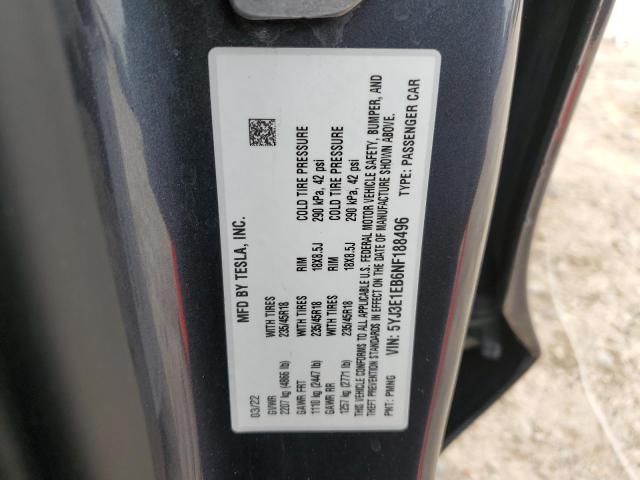 MFD BY TESLA, INC.
03/22
GVWR WITH TIRES RIM COLD TIRE PRESSURE
2207 kg (4866 lb) 235/45R18 18X8.5J 290 kPa, 42 psi
GAWR FRT WITH TIRES RIM COLD TIRE PRESSURE
1110 kg (2447 lb) 235/45R18 18X8.5J 290 kPa, 42 psi
GAWR RR WITH TIRES
1257 kg (2771 lb) 235/45R18
THIS VEHICLE CONFORMS TO ALL APPLICABLE U.S. FEDERAL MOTOR VEHICLE SAFETY, BUMPER, AND
THEFT PREVENTION STANDARDS IN EFFECT ON THE DATE OF MANUFACTURE SHOWN ABOVE.
VIN: 5YJ3E1EB6NF188496 TYPE: PASSENGER CAR
PNT: PMNG